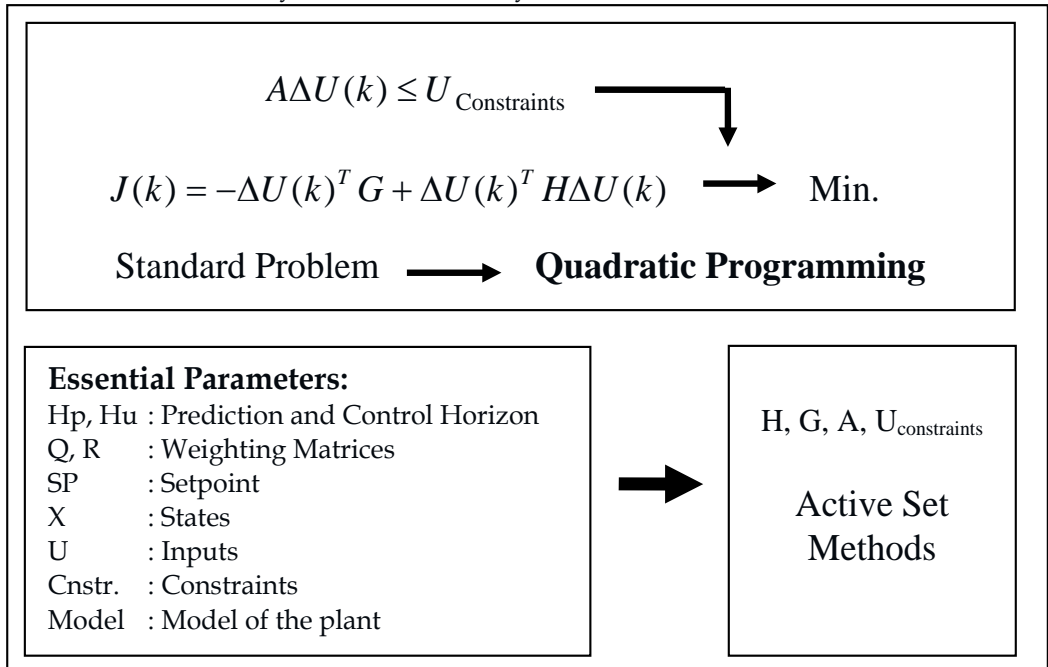 AΔU(k) ≤ U Constraints
J(k) = −ΔU(k)^T G + ΔU(k)^T HΔU(k) Min.
Standard Problem Quadratic Programming
Essential Parameters:
Hp, Hu : Prediction and Control Horizon
Q, R : Weighting Matrices
SP : Setpoint
X : States
U : Inputs
Cnstr. : Constraints
Model : Model of the plant
H, G, A, U_constraints
Active Set
Methods